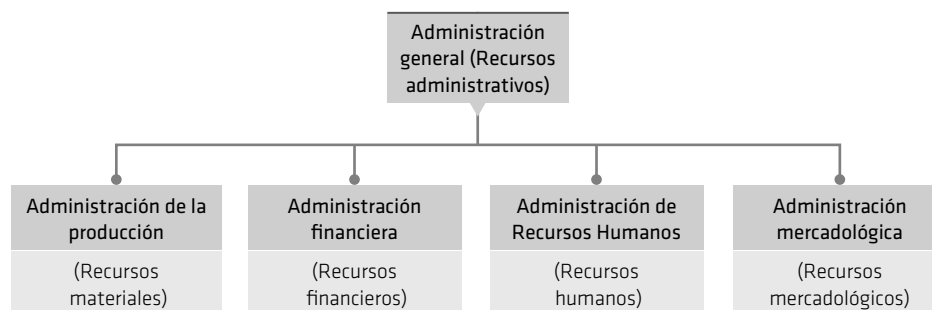 Administración
general (Recursos
administrativos)
Administración de la
producción
(Recursos
materiales)
Administración
financiera
(Recursos
financieros)
Administración de
Recursos Humanos
(Recursos
humanos)
Administración
mercadológica
(Recursos
mercadológicos)